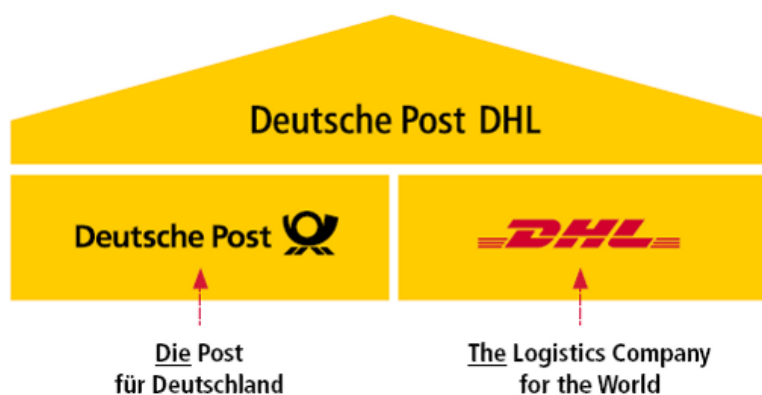 Deutsche Post DHL
Deutsche Post
DHL
Die Post
für Deutschland
The Logistics Company
for the World